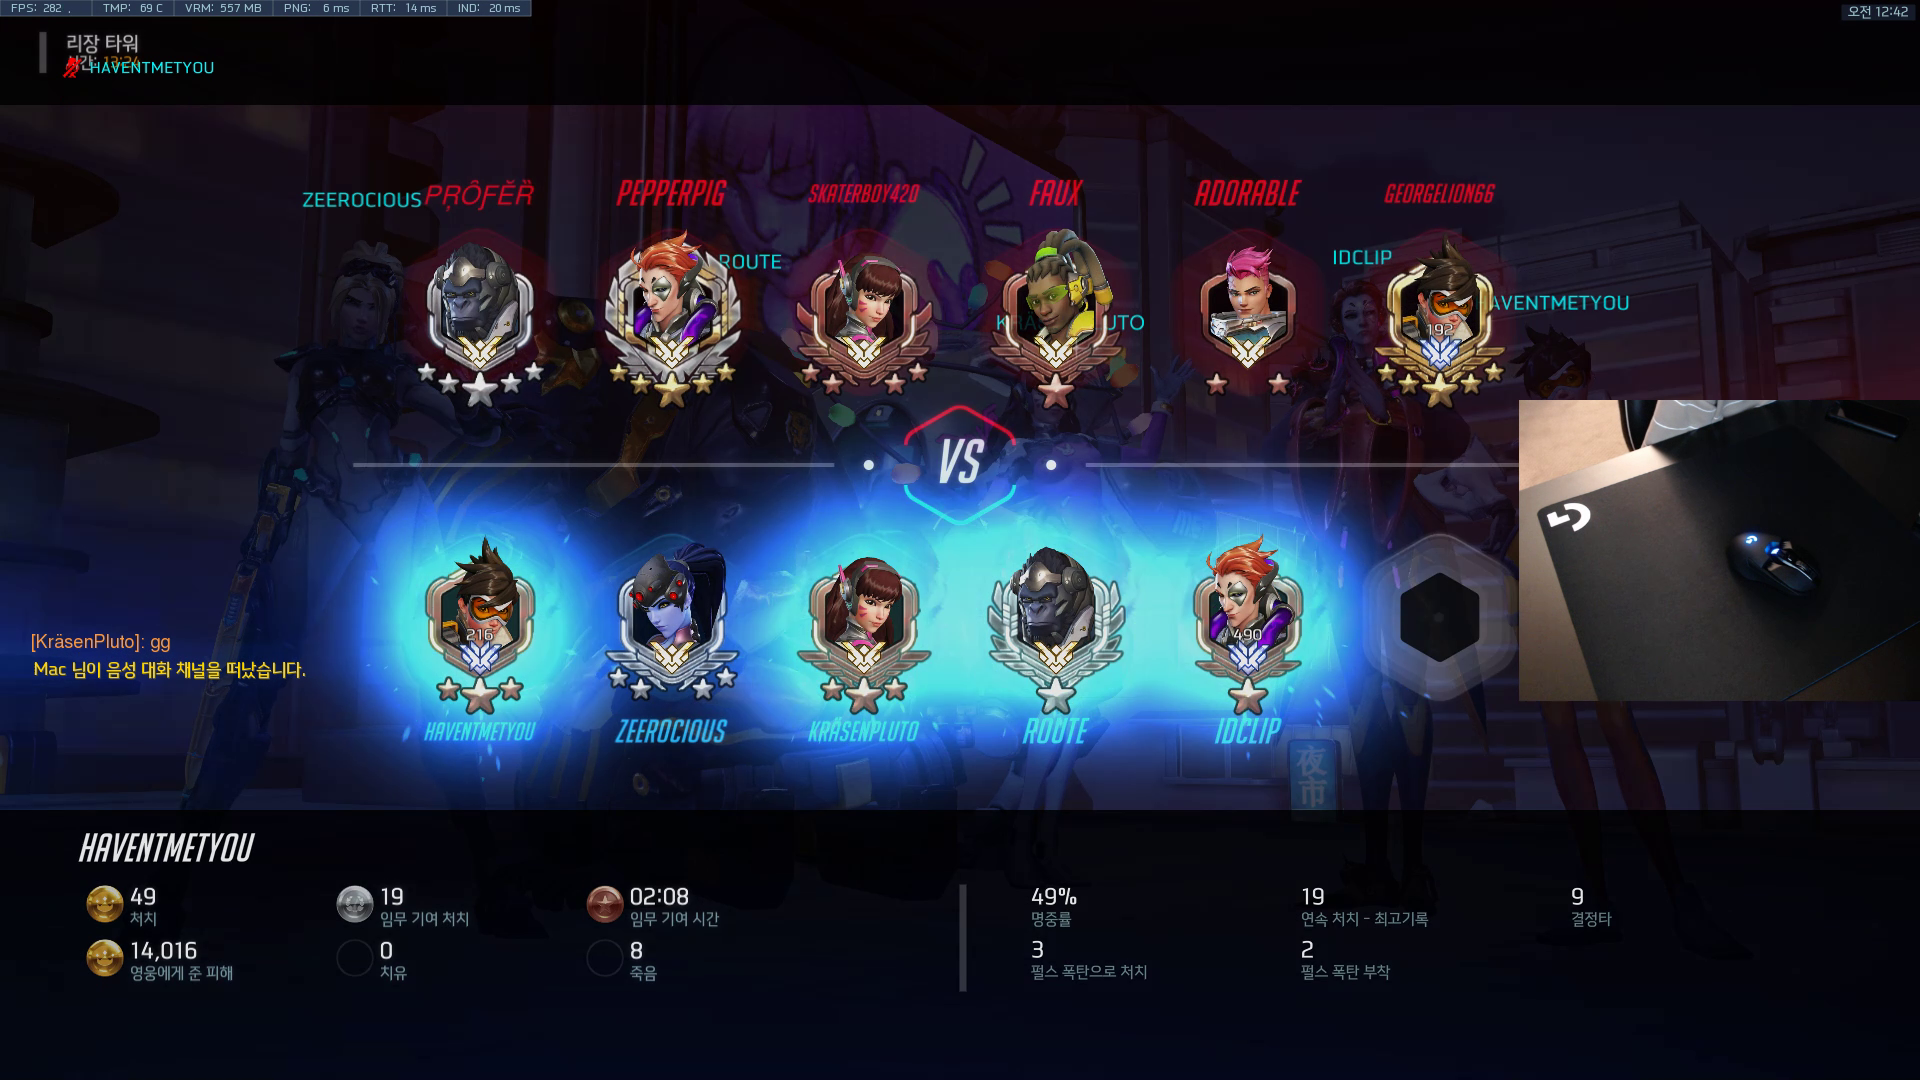 FPS: 282 , TMP: 69 C VRM: 557 MB PNG: 6 ms RTT: 14 ms IND: 20 ms
오전 12:42
리장 타워
HAVENTMETYOU
ZEEROCIOUS
PRÔFĔR̈ PEPPERPIG SKATERBOY420 FAUX ADORABLE GEORGELION66
ROUTE
IDCLIP
AVENTMETYOU
UTO
192
VS
216
490
[KräsenPluto]: gg
Mac 님이 음성 대화 채널을 떠났습니다.
HAVENTMETYOU ZEEROCIOUS KRÄSENPLUTO ROUTE IDCLIP
夜市
HAVENTMETYOU
49 19 02:08 49% 19 9
처치 임무 기여 처치 임무 기여 시간 명중률 연속 처치 - 최고기록 결정타
14,016 0 8 3 2
영웅에게 준 피해 치유 죽음 펄스 폭탄으로 처치 펄스 폭탄 부착